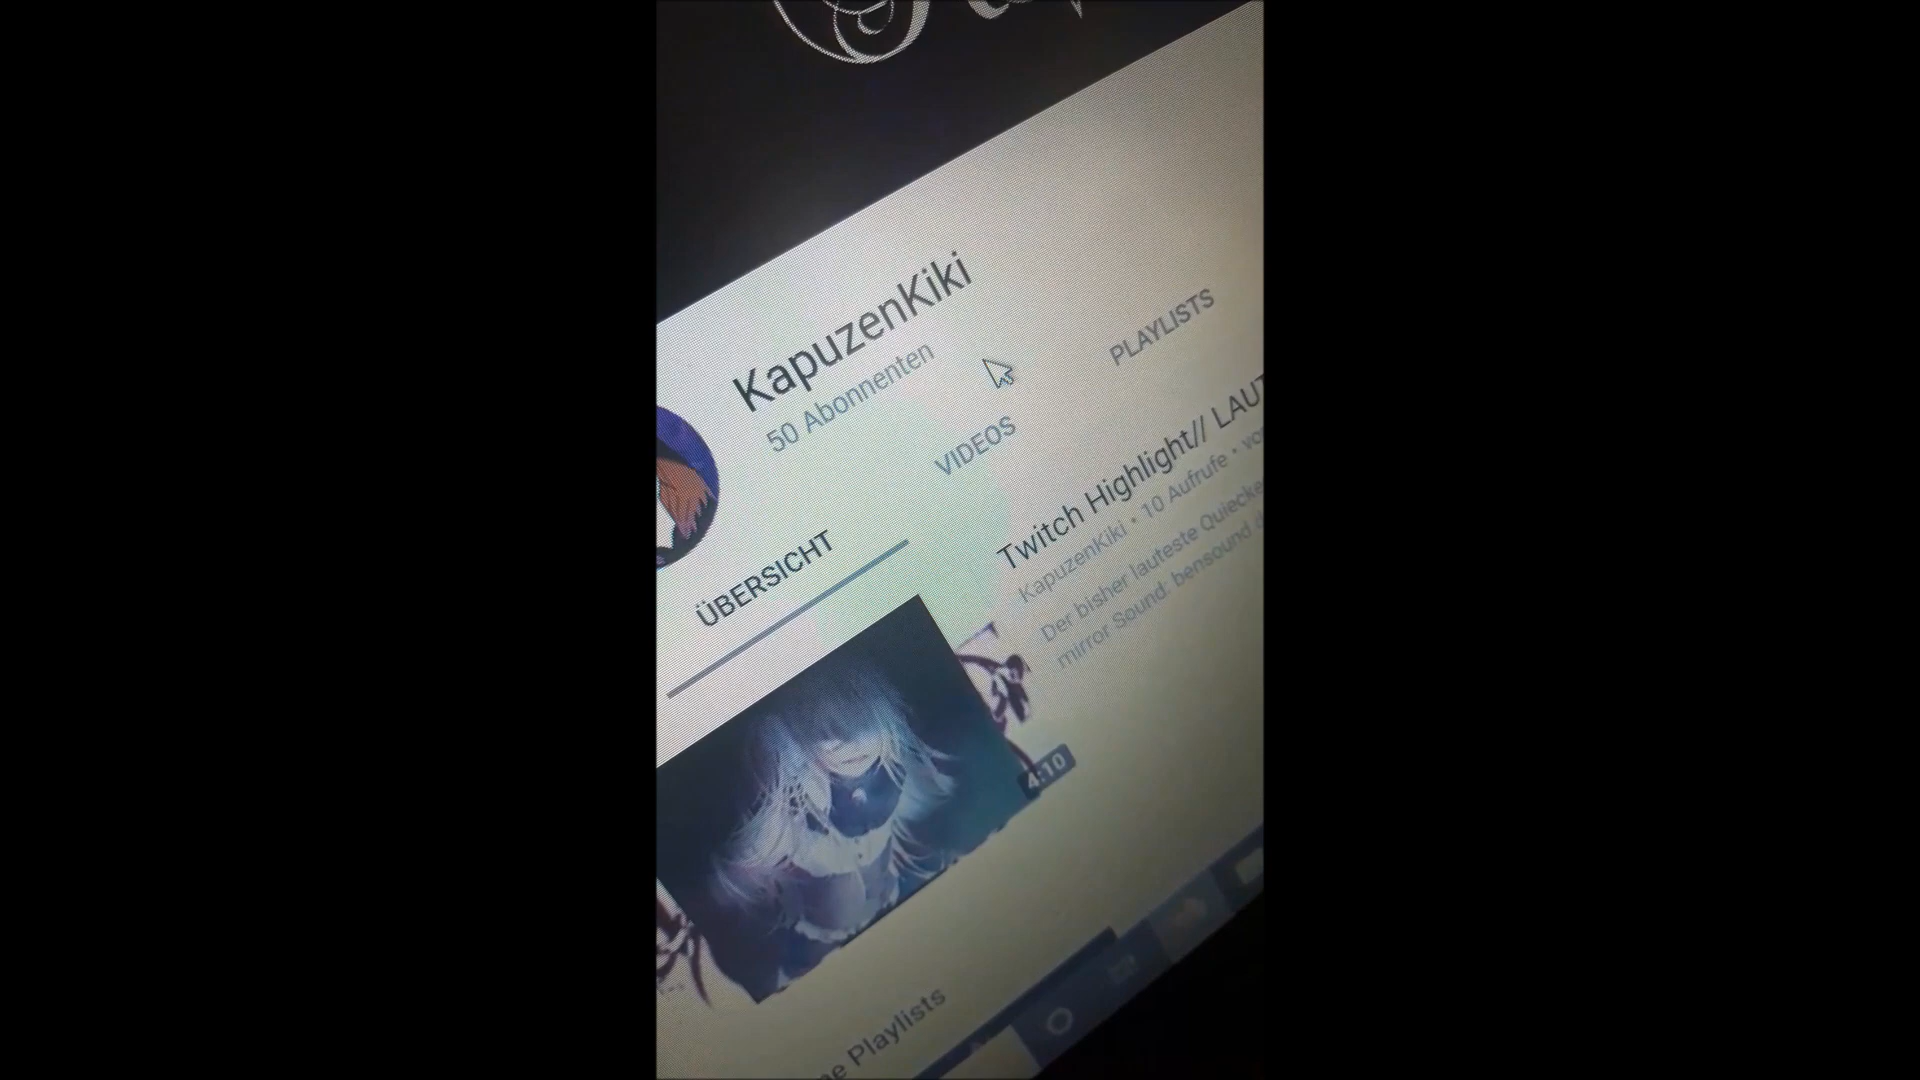 KapuzenKiki
50 Abonnenten
ÜBERSICHT
VIDEOS
PLAYLISTS
Twitch Highlight// LAUT
KapuzenKiki • 10 Aufrufe •
Der bisher lauteste Quiecke
mirror Sound: bensound
4:10
Playlists